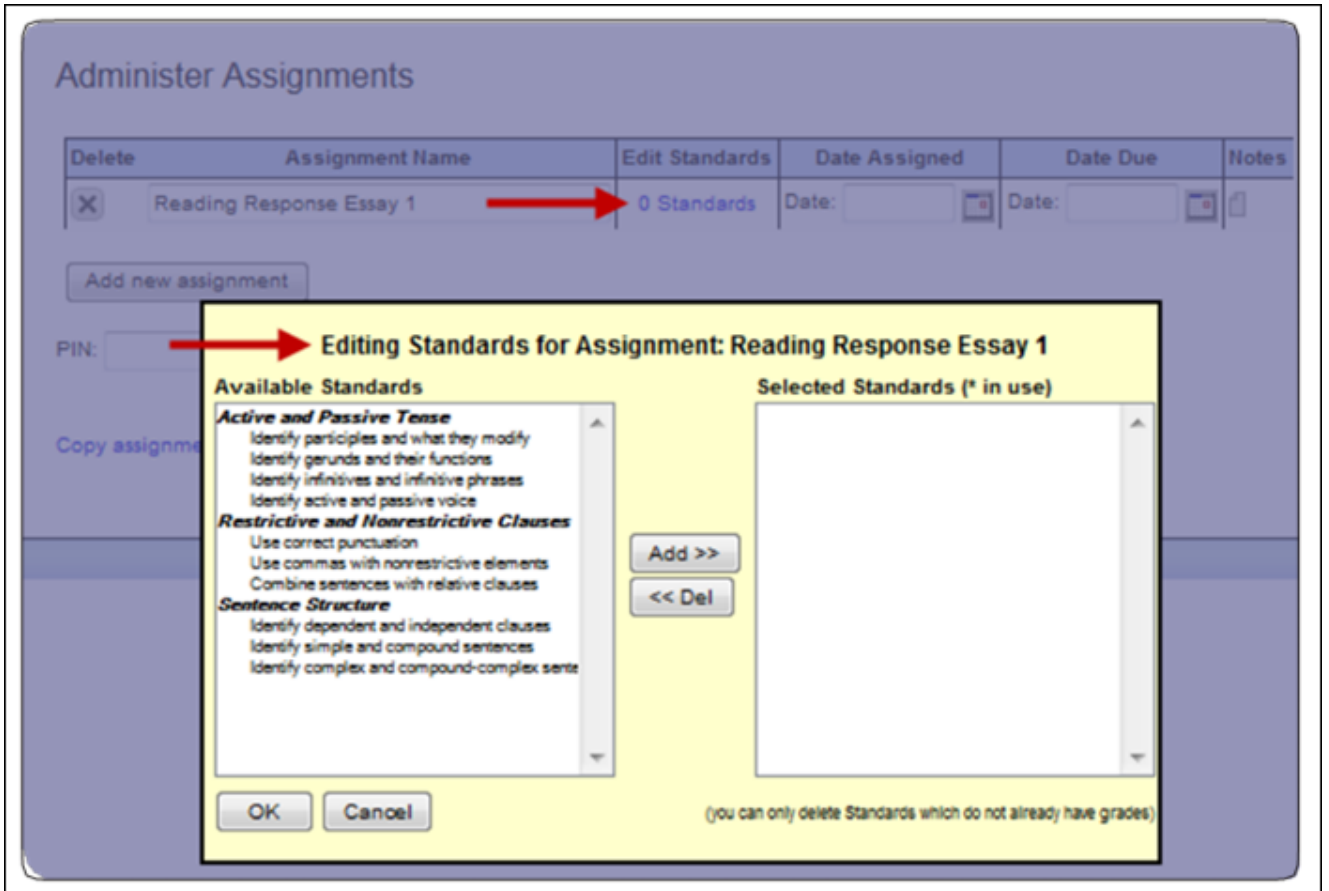 Administer Assignments
Delete Assignment Name Edit Standards Date Assigned Date Due Notes
Reading Response Essay 1 0 Standards Date: Date:
Add new assignment
PIN:
Editing Standards for Assignment: Reading Response Essay 1
Available Standards Selected Standards (* in use)
Active and Passive Tense
Identify participles and what they modify
Identify gerunds and their functions
Identify infinitives and infinitive phrases
Identify active and passive voice
Restrictive and Nonrestrictive Clauses
Use correct punctuation
Use commas with nonrestrictive elements
Combine sentences with relative clauses
Sentence Structure
Identify dependent and independent clauses
Identify simple and compound sentences
Identify complex and compound-complex sente
Add >>
<< Del
Copy assignme
OK Cancel (you can only delete Standards which do not already have grades)